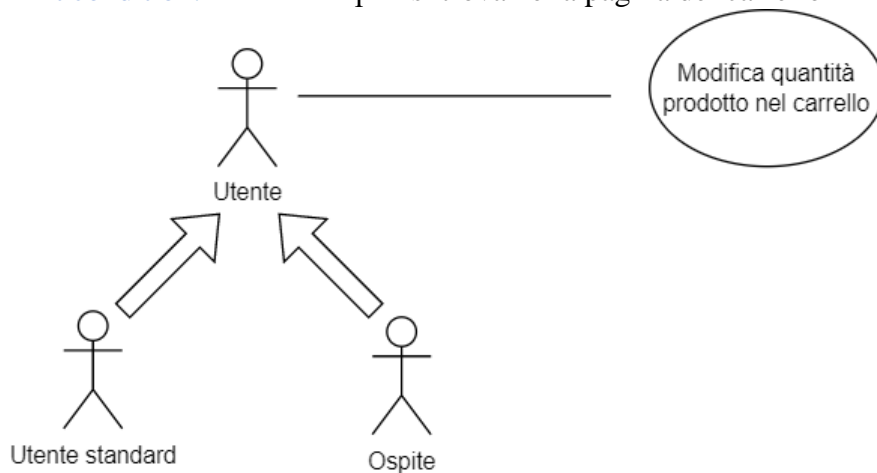 Modifica quantità
prodotto nel carrello
Utente
Utente standard
Ospite